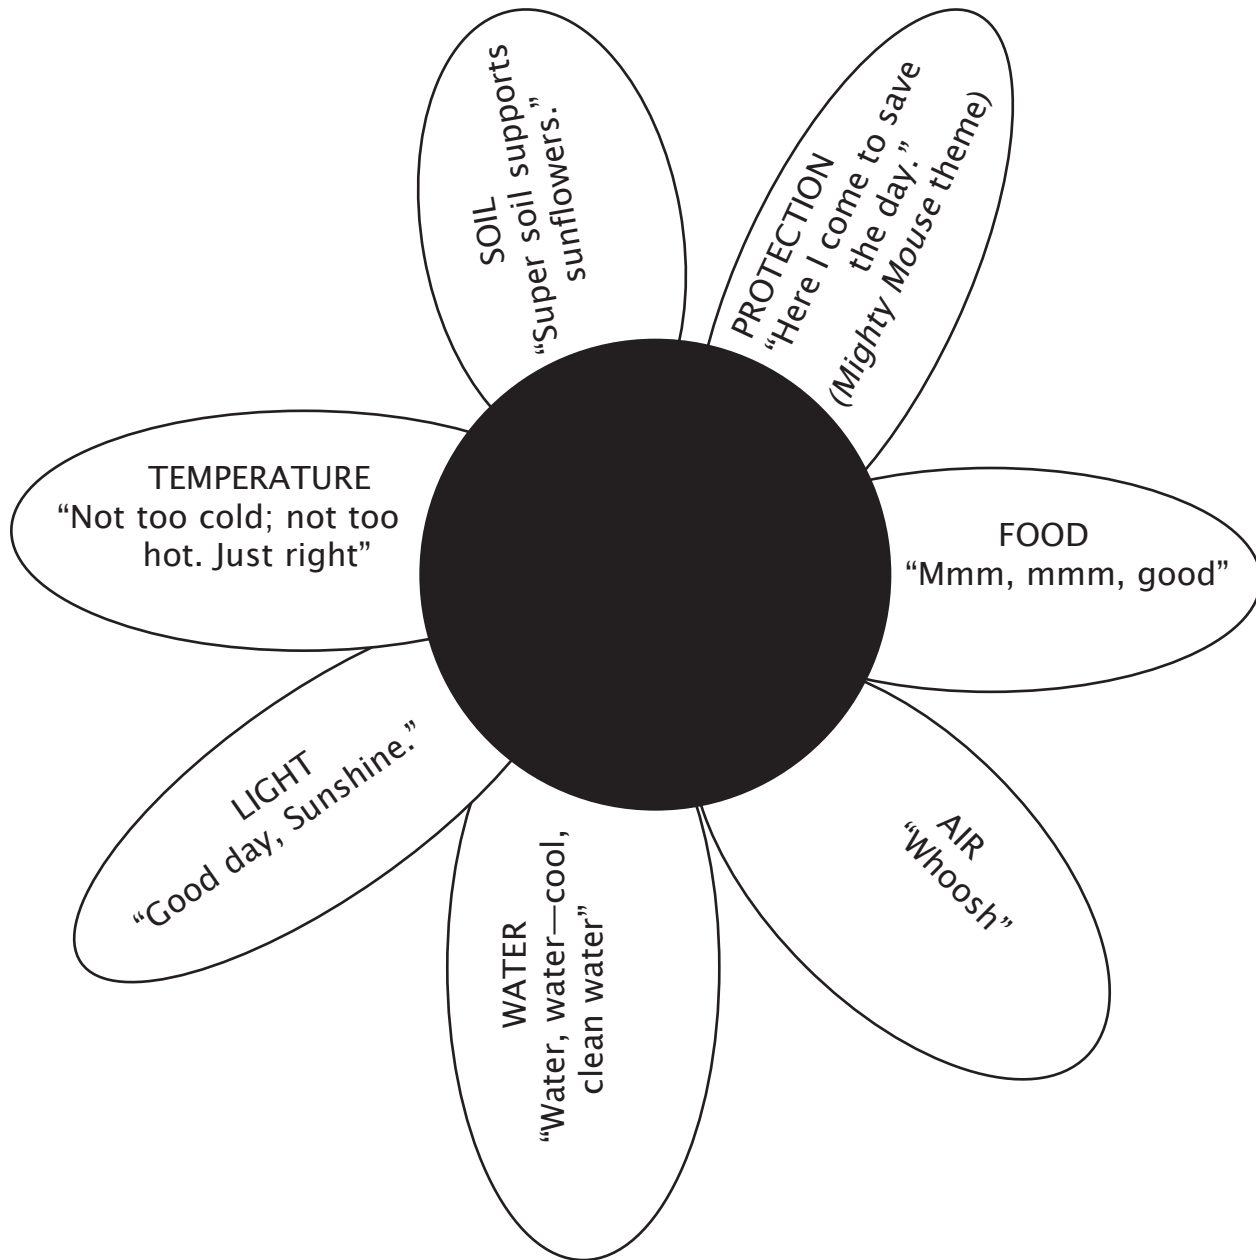 SOIL
“Super soil supports
sunflowers.”
PROTECTION
“Here I come to save
the day.”
(Mighty Mouse theme)
TEMPERATURE
“Not too cold; not too
hot. Just right”
FOOD
“Mmm, mmm, good”
LIGHT
“Good day, Sunshine.”
AIR
“Whoosh”
WATER
“Water, water—cool,
clean water”